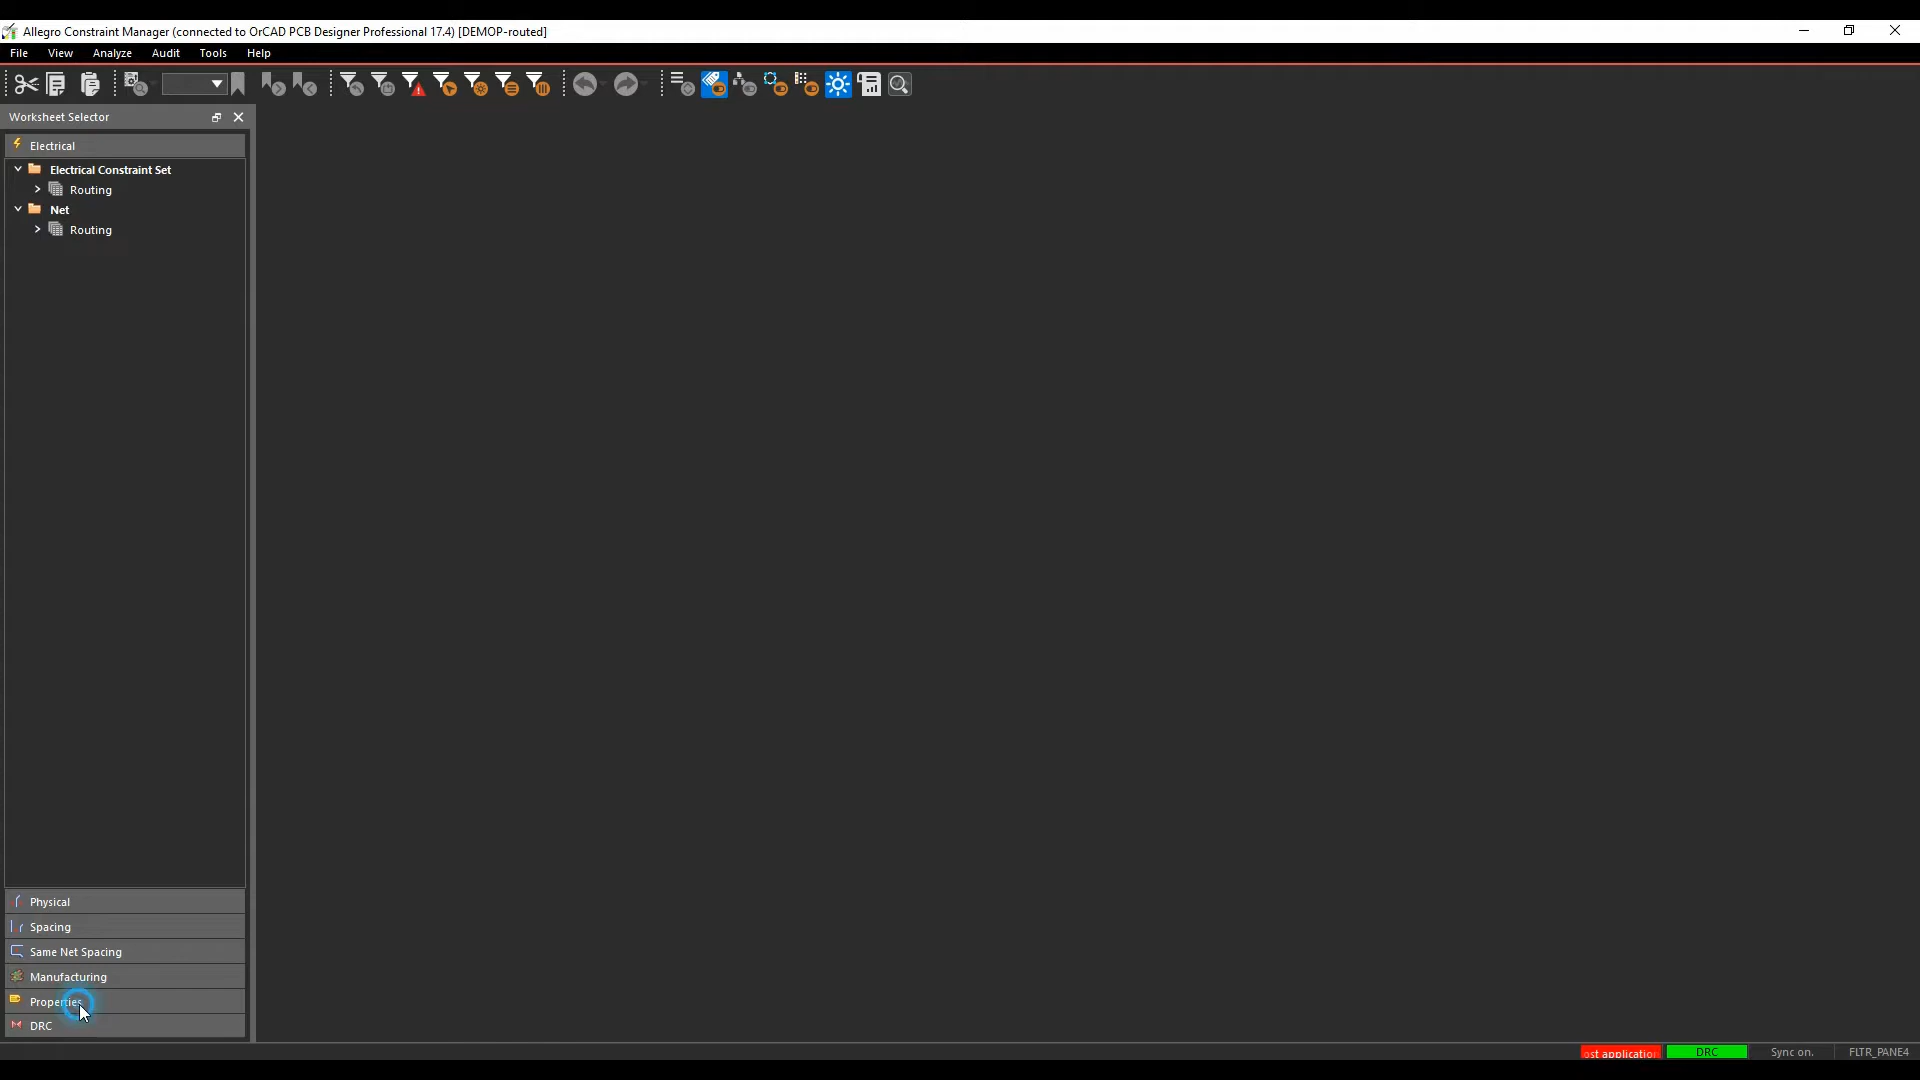 Allegro Constraint Manager (connected to OrCAD PCB Designer Professional 17.4) [DEMOP-routed]
File View Analyze Audit Tools Help
Worksheet Selector
Electrical
Electrical Constraint Set
Routing
Net
Routing
Physical
Spacing
Same Net Spacing
Manufacturing
Properties
DRC
ost application DRC Sync on. FLTR_PANE4